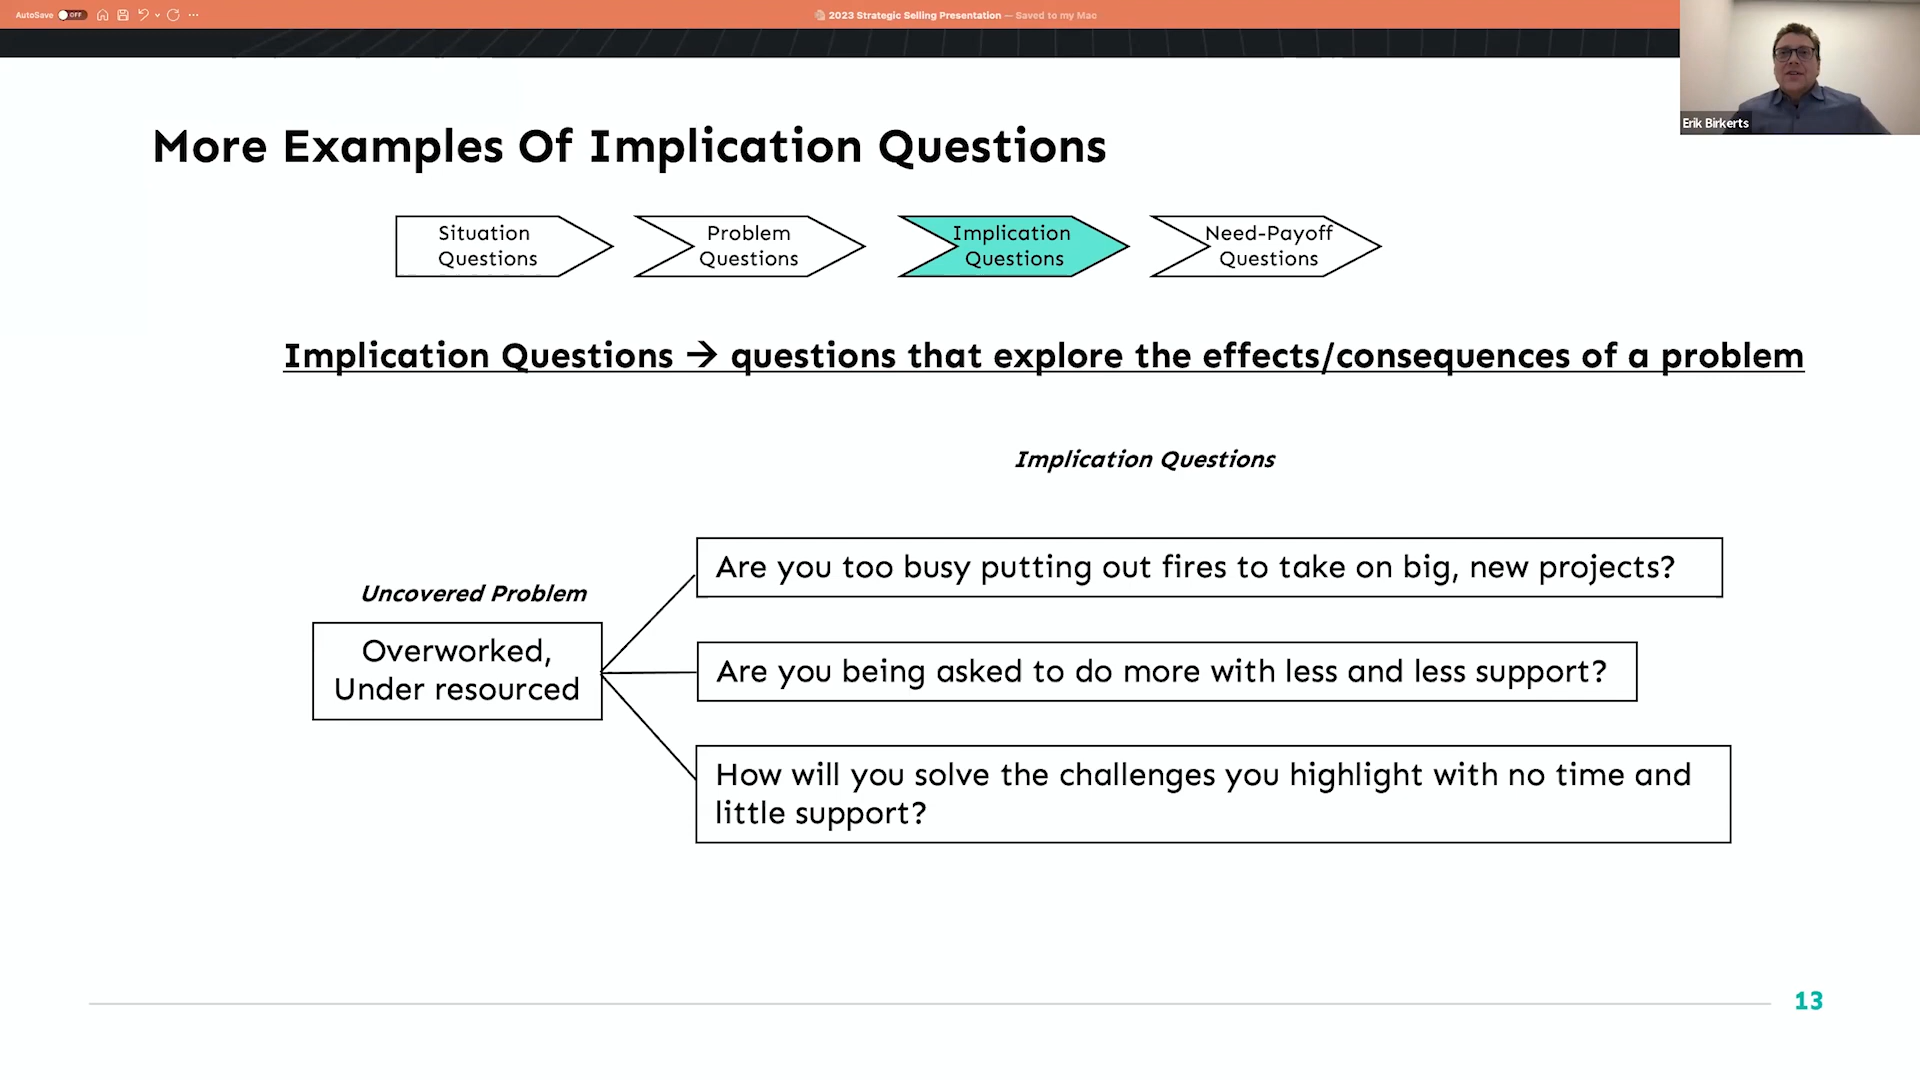 AutoSave OFF
2023 Strategic Selling Presentation — Saved to my Mac
Erik Birkerts
More Examples Of Implication Questions
Situation
Questions
Problem
Questions
Implication
Questions
Need-Payoff
Questions
Implication Questions → questions that explore the effects/consequences of a problem
Implication Questions
Uncovered Problem
Overworked,
Under resourced
Are you too busy putting out fires to take on big, new projects?
Are you being asked to do more with less and less support?
How will you solve the challenges you highlight with no time and
little support?
13